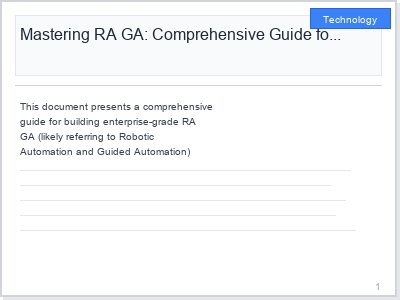 Technology
Mastering RA GA: Comprehensive Guide fo...
This document presents a comprehensive
guide for building enterprise-grade RA
GA (likely referring to Robotic
Automation and Guided Automation)
1